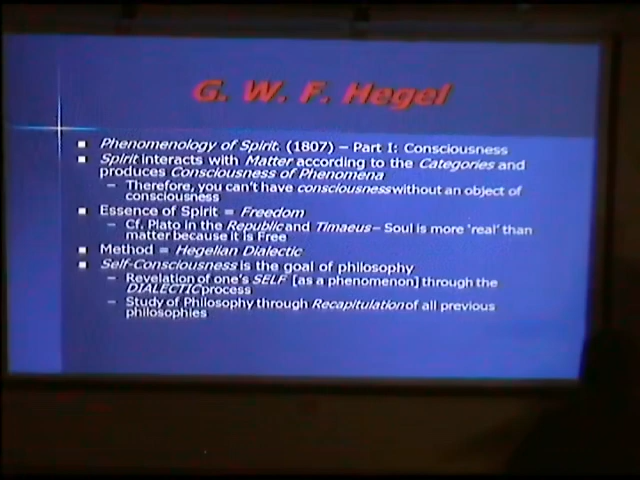 G. W. F. Hegel
Phenomenology of Spirit. (1807) – Part I: Consciousness
Spirit interacts with Matter according to the Categories and
produces Consciousness of Phenomena
– Therefore, you can't have consciousness without an object of
consciousness
Essence of Spirit = Freedom
– Cf. Plato in the Republic and Timaeus – Soul is more 'real' than
matter because it is Free
Method = Hegelian Dialectic
Self-Consciousness is the goal of philosophy
– Revelation of one's SELF [as a phenomenon] through the
DIALECTIC process
– Study of Philosophy through Recapitulation of all previous
philosophies